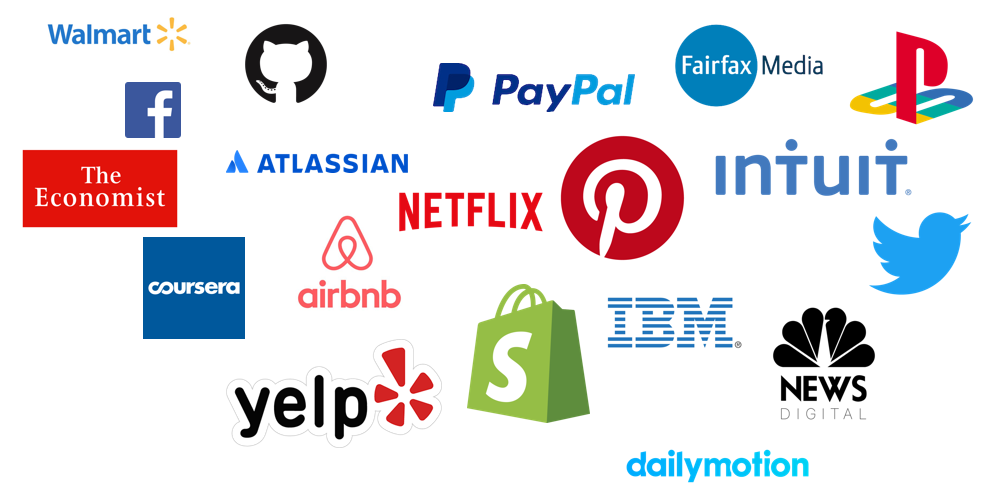 Walmart
PayPal
Fairfax Media
f
ATLASSIAN
The
Economist
NETFLIX
P
intuit®
coursera
airbnb
S
IBM®
NEWS
DIGITAL
yelp
dailymotion